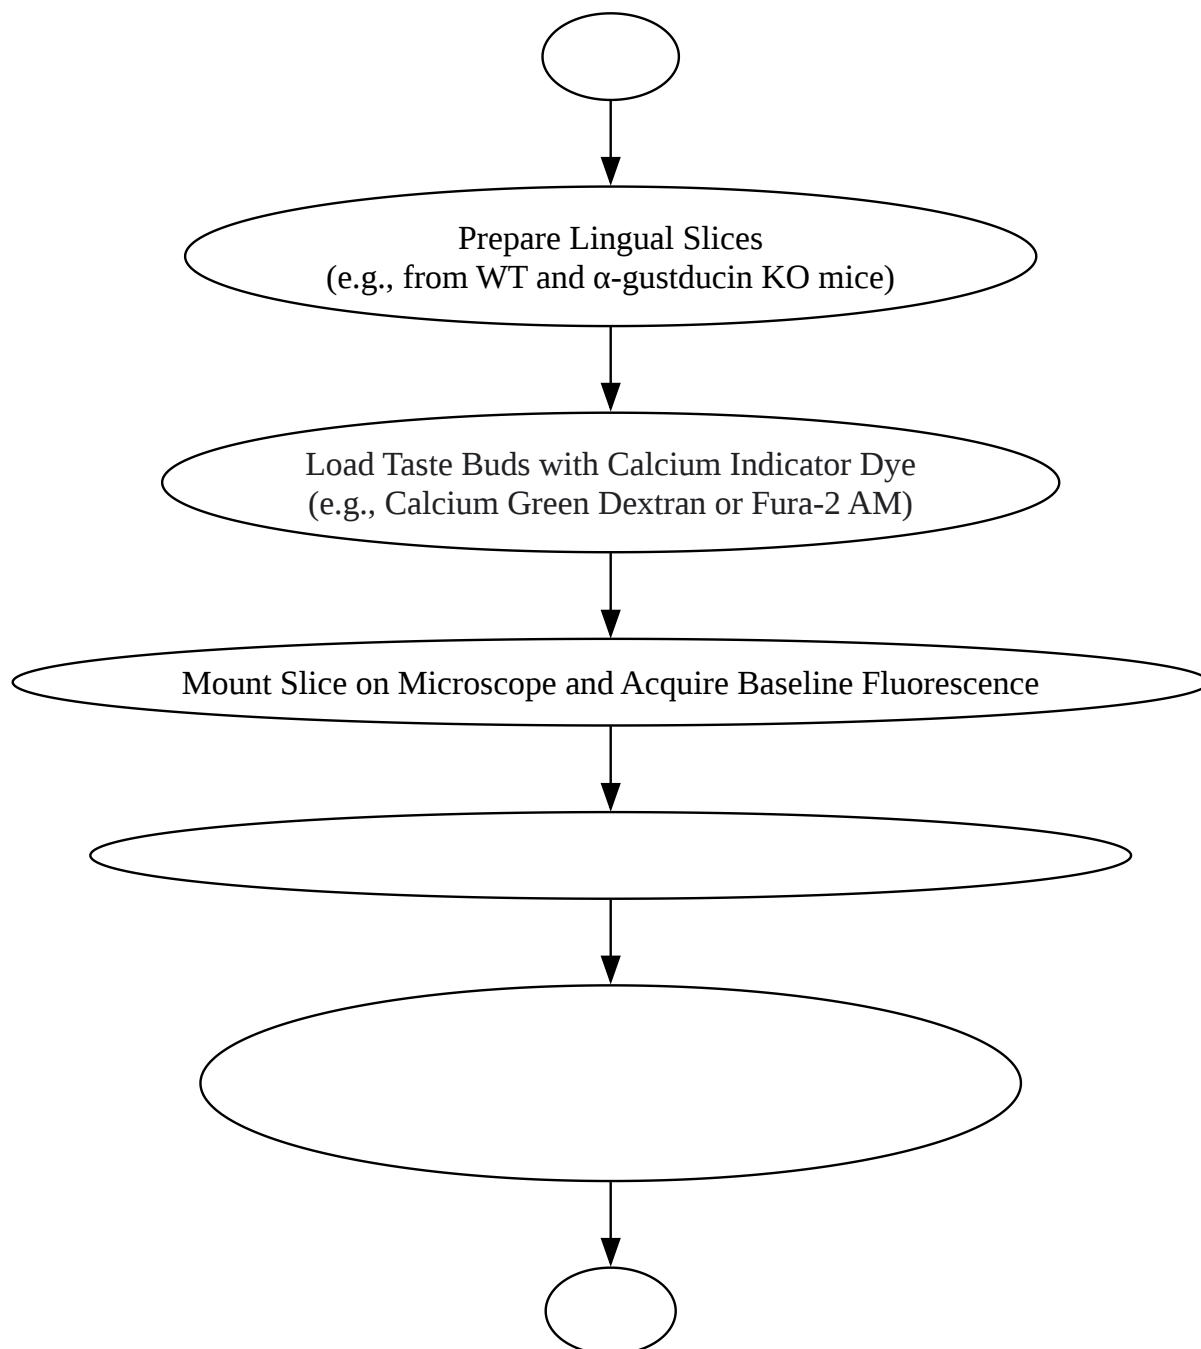 Prepare Lingual Slices
(e.g., from WT and α-gustducin KO mice)
Load Taste Buds with Calcium Indicator Dye
(e.g., Calcium Green Dextran or Fura-2 AM)
Mount Slice on Microscope and Acquire Baseline Fluorescence